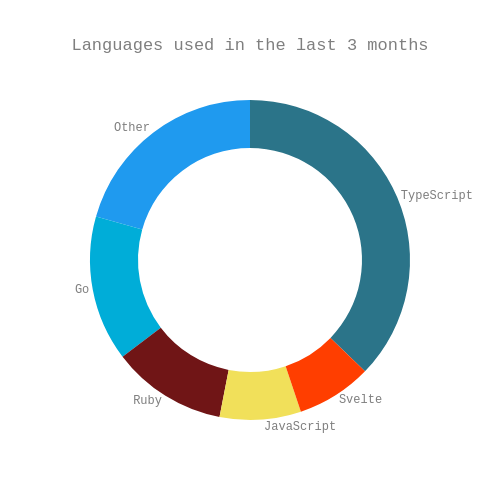 Languages used in the last 3 months
Other
TypeScript
Go
Svelte
Ruby
JavaScript